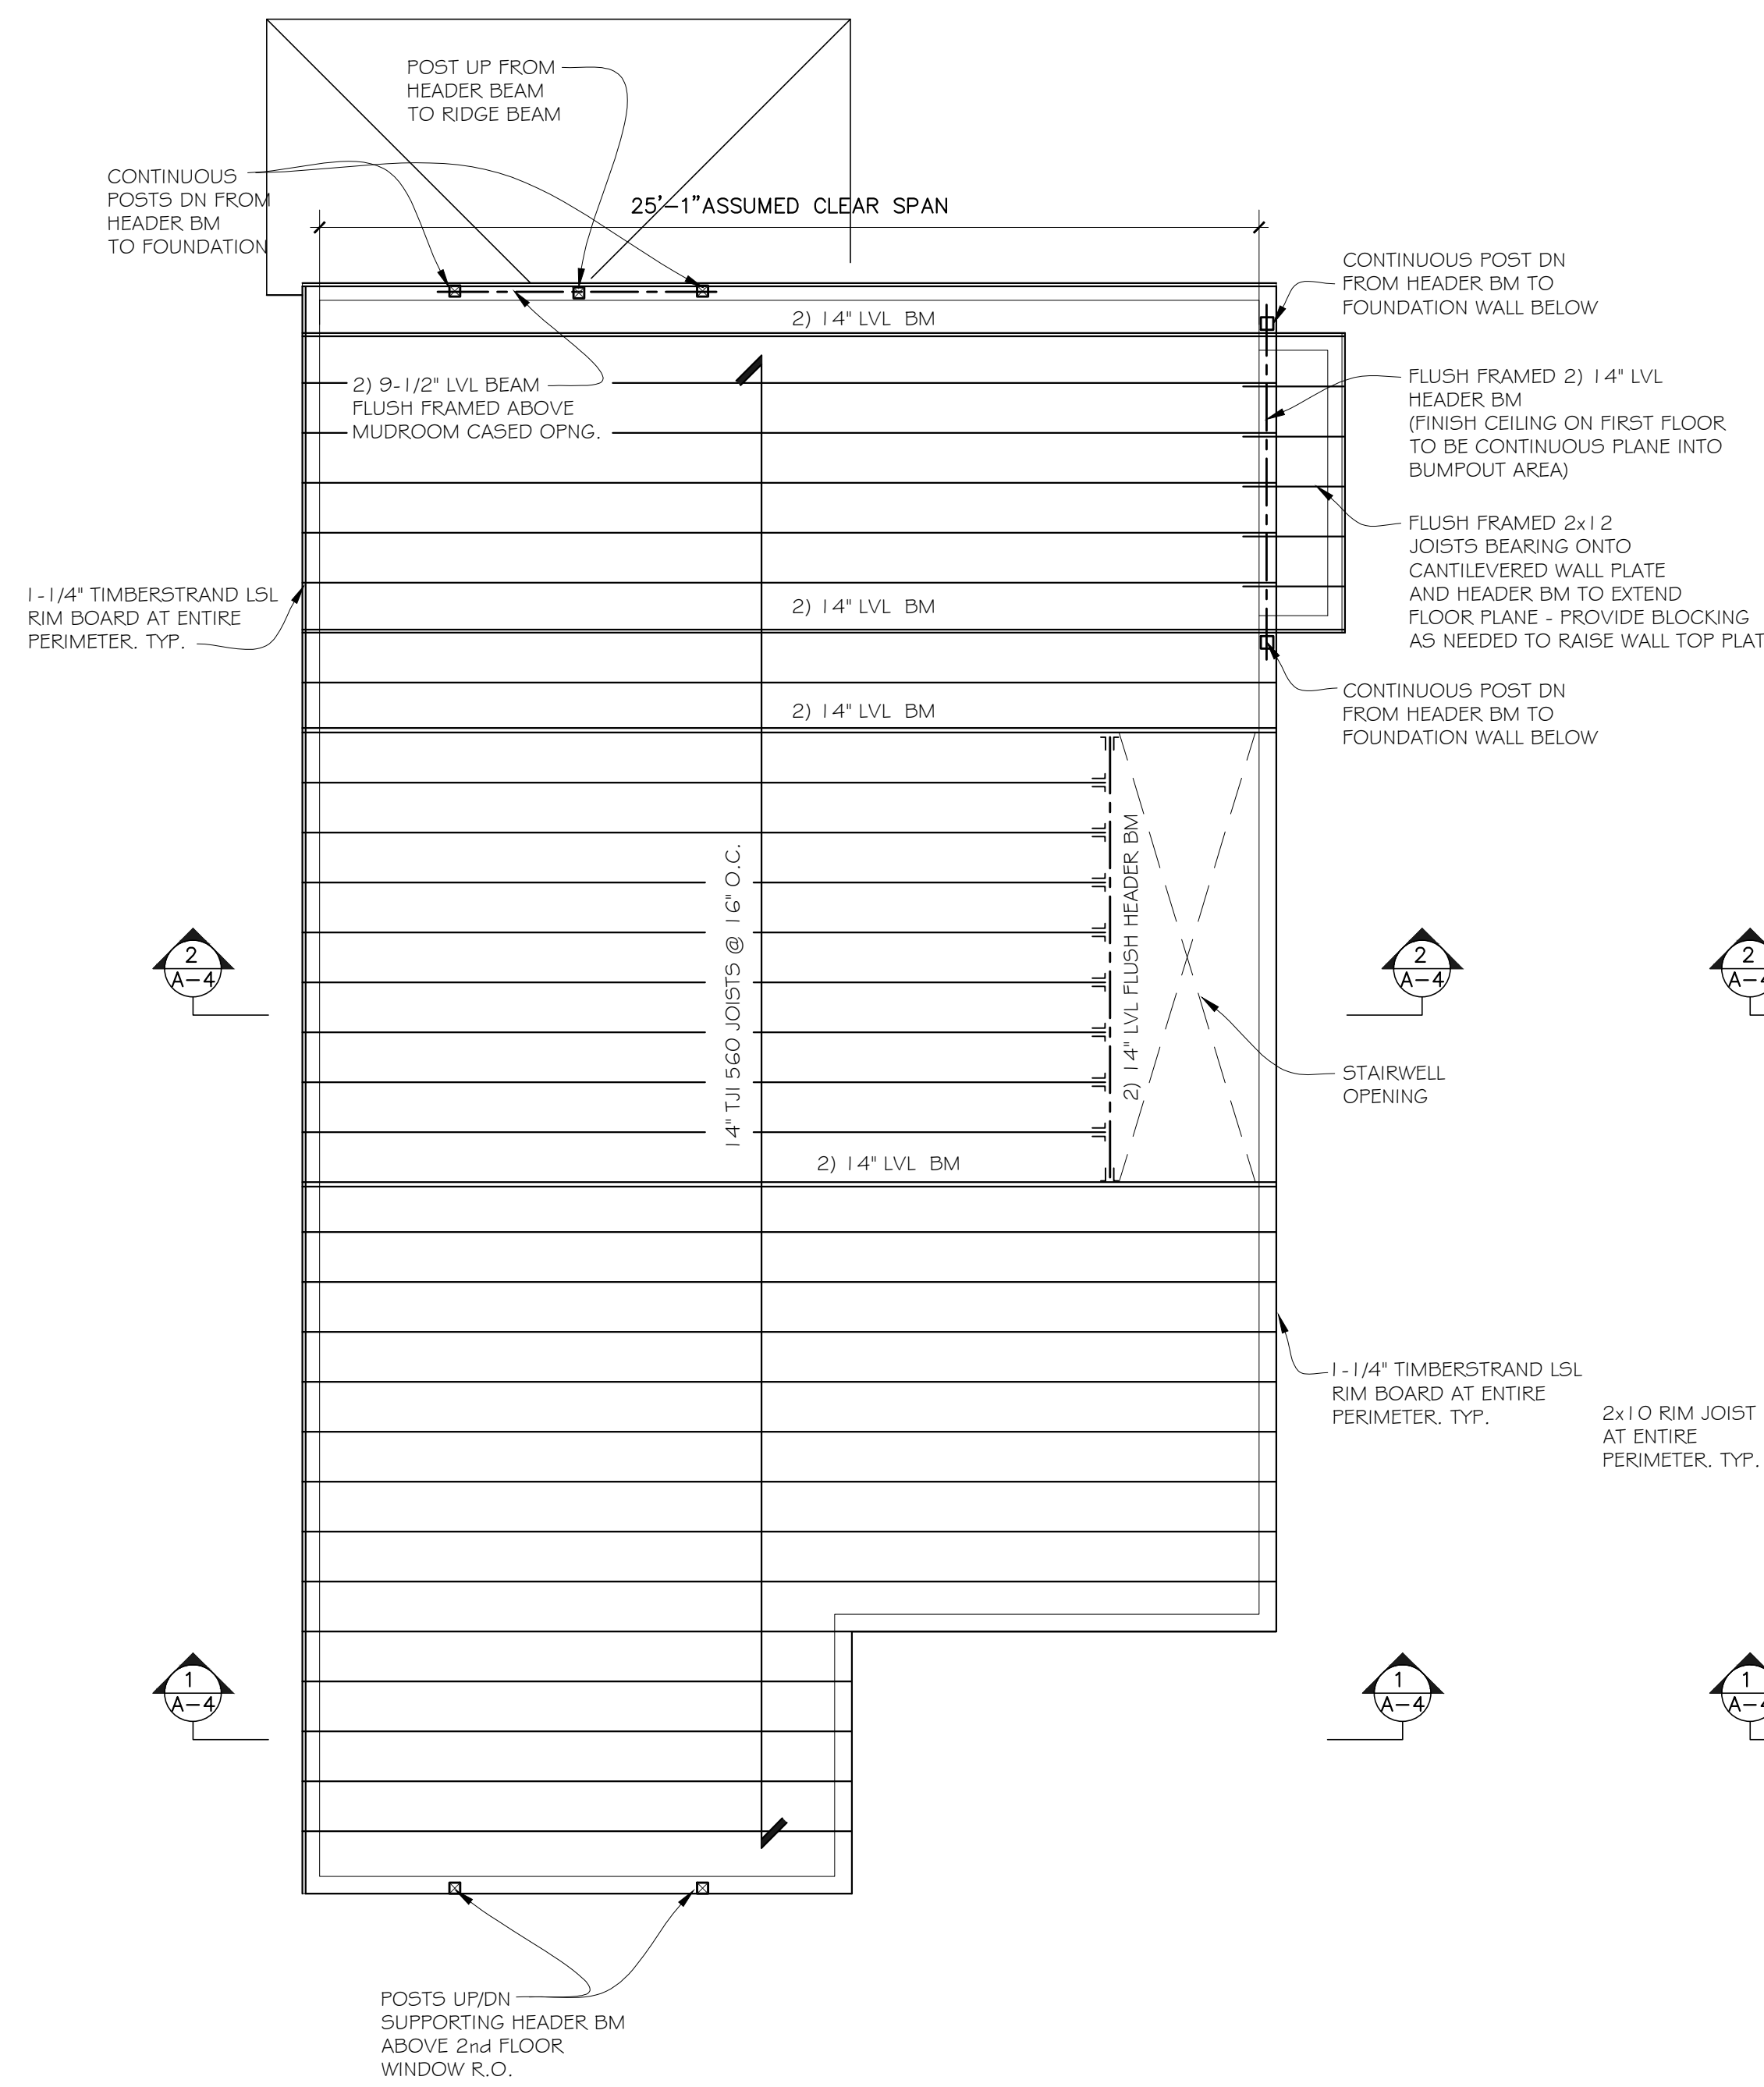 POST UP FROM
HEADER BEAM
TO RIDGE BEAM
CONTINUOUS
POSTS DN FROM
HEADER BM
TO FOUNDATION
25'-1" ASSUMED CLEAR SPAN
CONTINUOUS POST DN
FROM HEADER BM TO
FOUNDATION WALL BELOW
2) 14" LVL BM
2) 9-1/2" LVL BEAM
FLUSH FRAMED ABOVE
MUDROOM CASED OPNG.
FLUSH FRAMED 2) 14" LVL
HEADER BM
(FINISH CEILING ON FIRST FLOOR
TO BE CONTINUOUS PLANE INTO
BUMPOUT AREA)
FLUSH FRAMED 2x12
JOISTS BEARING ONTO
CANTILEVERED WALL PLATE
AND HEADER BM TO EXTEND
FLOOR PLANE - PROVIDE BLOCKING
AS NEEDED TO RAISE WALL TOP PLAT
1-1/4" TIMBERSTRAND LSL
RIM BOARD AT ENTIRE
PERIMETER. TYP.
2) 14" LVL BM
CONTINUOUS POST DN
FROM HEADER BM TO
FOUNDATION WALL BELOW
2) 14" LVL BM
14" TJI 560 JOISTS @ 16" O.C.
2) 14" LVL FLUSH HEADER BM
2
A-4
2
A-4
2
A-4
STAIRWELL
OPENING
2) 14" LVL BM
1-1/4" TIMBERSTRAND LSL
RIM BOARD AT ENTIRE
PERIMETER. TYP.
2x10 RIM JOIST
AT ENTIRE
PERIMETER. TYP.
1
A-4
1
A-4
1
A-4
POSTS UP/DN
SUPPORTING HEADER BM
ABOVE 2nd FLOOR
WINDOW R.O.